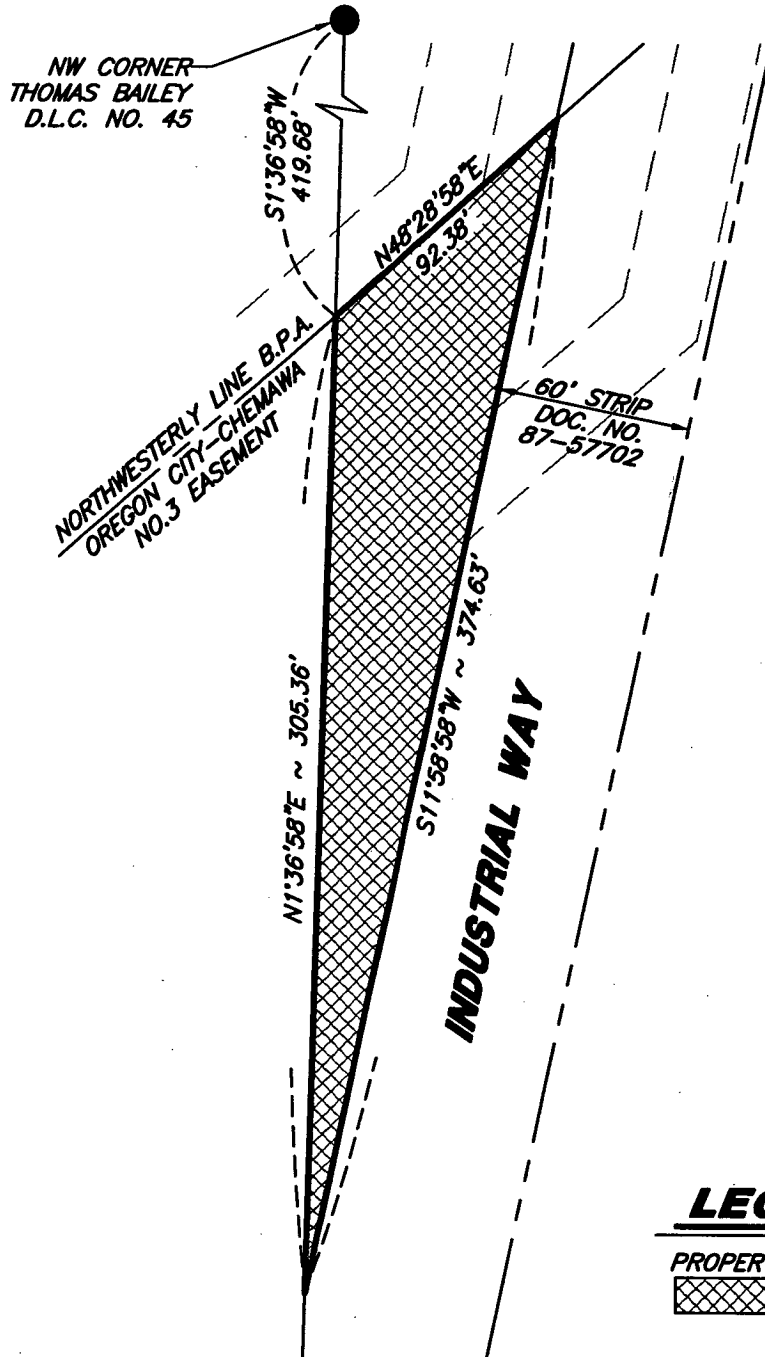 NW CORNER
THOMAS BAILEY
D.L.C. NO. 45
S1°36'58"W
419.68'
N48°28'58"E
92.38'
NORTHWESTERLY LINE B.P.A.
OREGON CITY-CHEMAWA
NO.3 EASEMENT
60' STRIP
DOC. NO.
87-57702
N1°36'58"E ~ 305.36'
S11°58'58"W ~ 374.63'
INDUSTRIAL WAY
LEG
PROPER